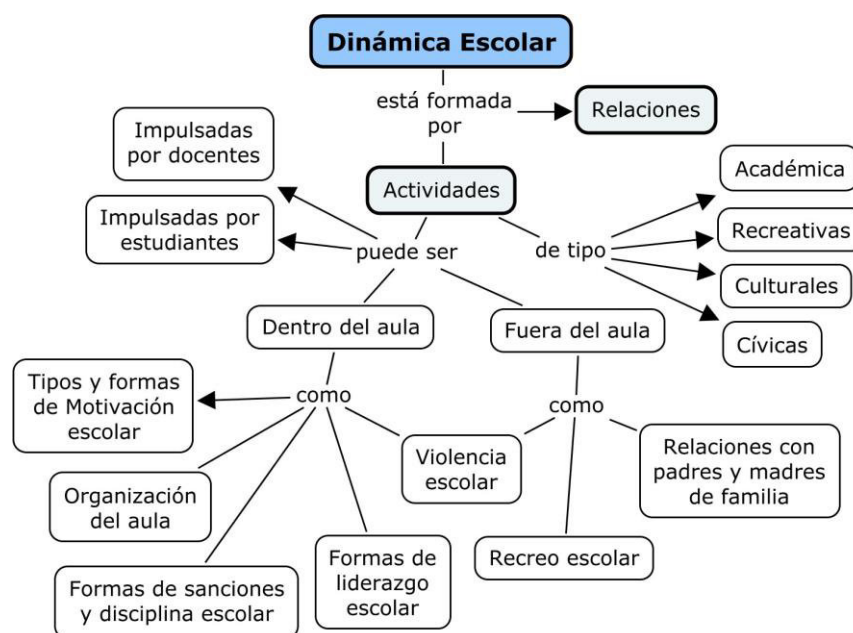 Dinámica Escolar
está formada
por
Relaciones
Impulsadas
por docentes
Actividades
Académica
Impulsadas por
estudiantes
puede ser
de tipo
Recreativas
Culturales
Cívicas
Dentro del aula
Fuera del aula
Tipos y formas
de Motivación
escolar
como
como
Organización
del aula
Violencia
escolar
Relaciones con
padres y madres
de familia
Formas de sanciones
y disciplina escolar
Formas de
liderazgo
escolar
Recreo escolar